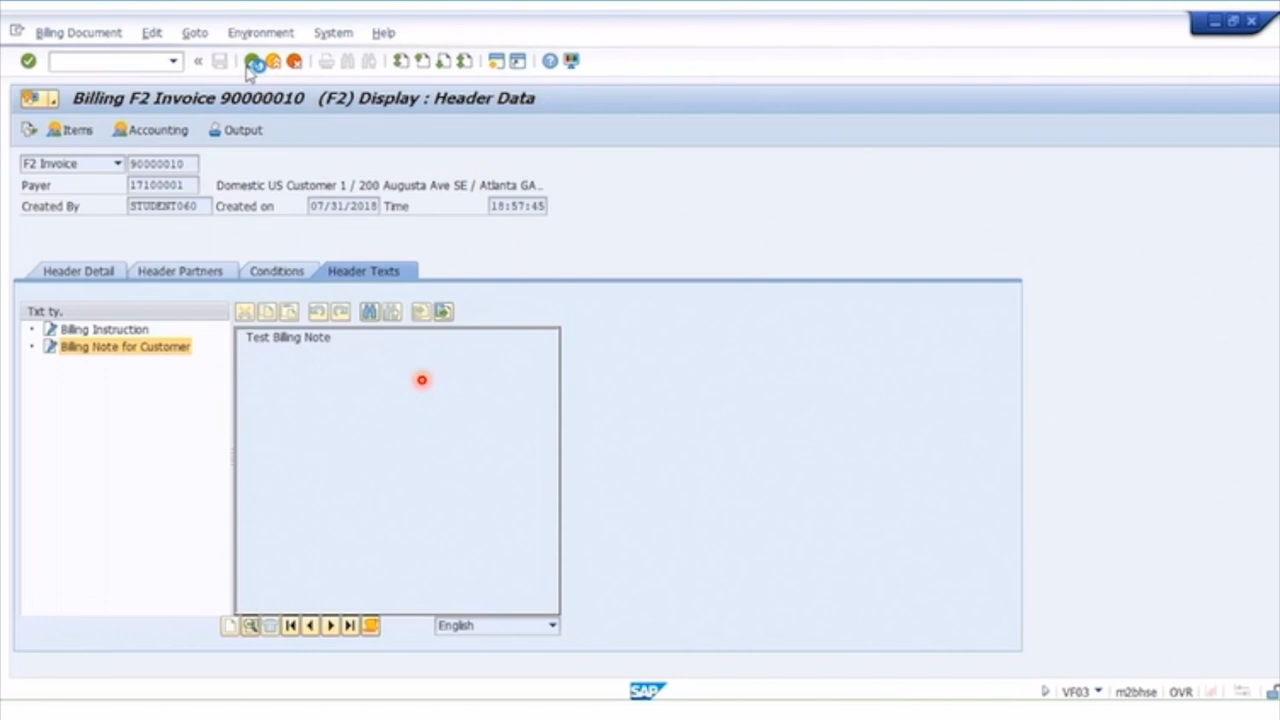 Billing Document Edit Goto Environment System Help
Billing F2 Invoice 90000010 (F2) Display : Header Data
Items Accounting Output
F2 Invoice 90000010
Payer 17100001 Domestic US Customer 1 / 200 Augusta Ave SE / Atlanta GA..
Created By STUDENT060 Created on 07/31/2018 Time 18:57:45
Header Detail Header Partners Conditions Header Texts
Txt ty.
Billing Instruction
Billing Note for Customer
Test Billing Note
English
SAP VF03 m2bhse OVR